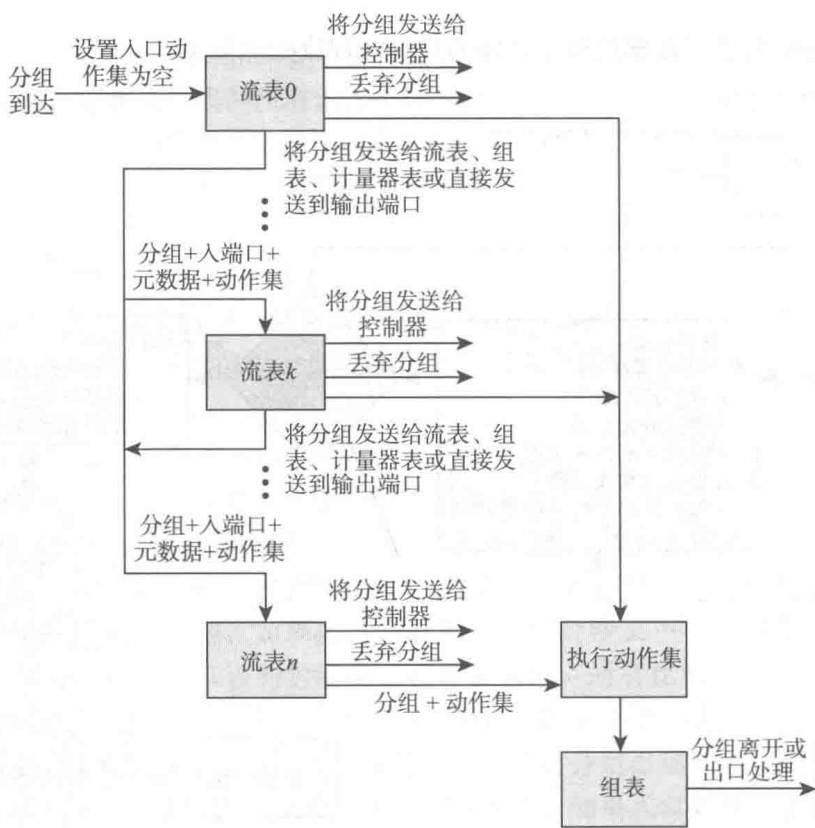 将分组发送给
控制器
设置入口动
作集为空
分组
到达
流表0
丢弃分组
将分组发送给流表、组
表、计量器表或直接发
送到输出端口
分组+入端口+
元数据+动作集
将分组发送给
控制器
流表k
丢弃分组
将分组发送给流表、组
表、计量器表或直接发
送到输出端口
分组+入端口+
元数据+动作集
将分组发送给
控制器
流表n
丢弃分组
分组 + 动作集
执行动作集
组表
分组离开或
出口处理